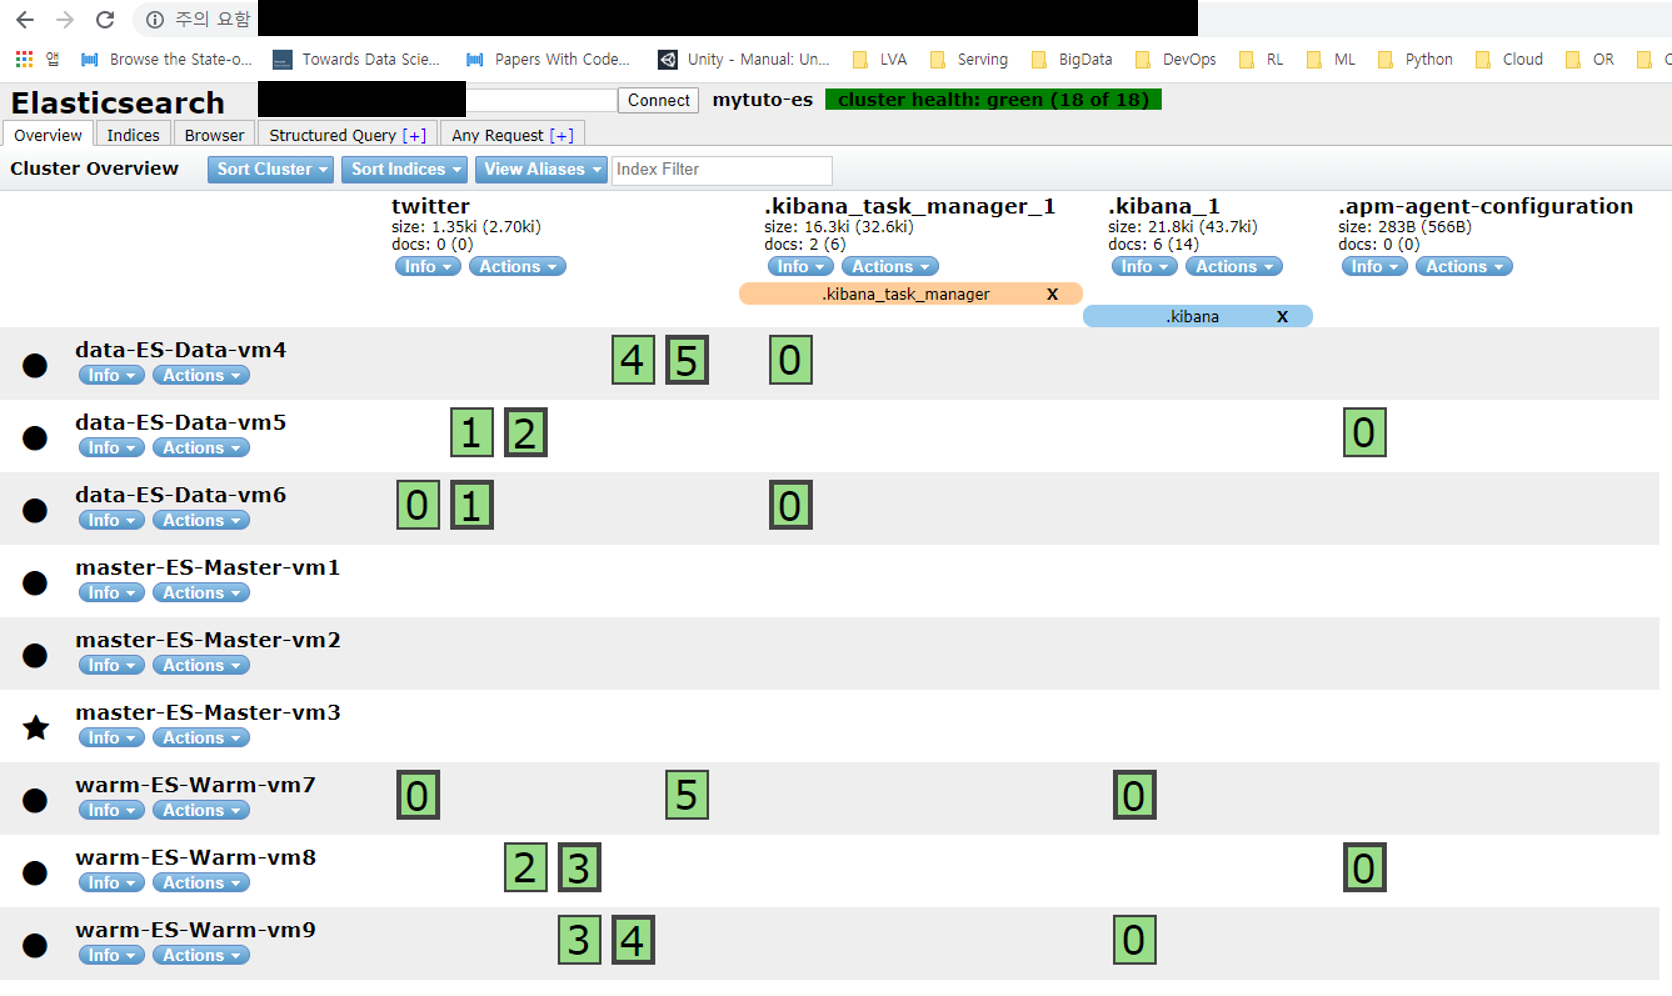 주의 요함
앱 Browse the State-o... Towards Data Scie... Papers With Code... Unity - Manual: Un... LVA Serving BigData DevOps RL ML Python Cloud OR
Elasticsearch Connect mytuto-es cluster health: green (18 of 18)
Overview Indices Browser Structured Query [+] Any Request [+]
Cluster Overview Sort Cluster Sort Indices View Aliases Index Filter
twitter .kibana_task_manager_1 .kibana_1 .apm-agent-configuration
size: 1.35ki (2.70ki) size: 16.3ki (32.6ki) size: 21.8ki (43.7ki) size: 283B (566B)
docs: 0 (0) docs: 2 (6) docs: 6 (14) docs: 0 (0)
Info Actions Info Actions Info Actions Info Actions
.kibana_task_manager X
.kibana X
data-ES-Data-vm4 4 5 0
Info Actions
data-ES-Data-vm5 1 2 0
Info Actions
data-ES-Data-vm6 0 1 0
Info Actions
master-ES-Master-vm1
Info Actions
master-ES-Master-vm2
Info Actions
master-ES-Master-vm3
Info Actions
warm-ES-Warm-vm7 0 5 0
Info Actions
warm-ES-Warm-vm8 2 3 0
Info Actions
warm-ES-Warm-vm9 3 4 0
Info Actions